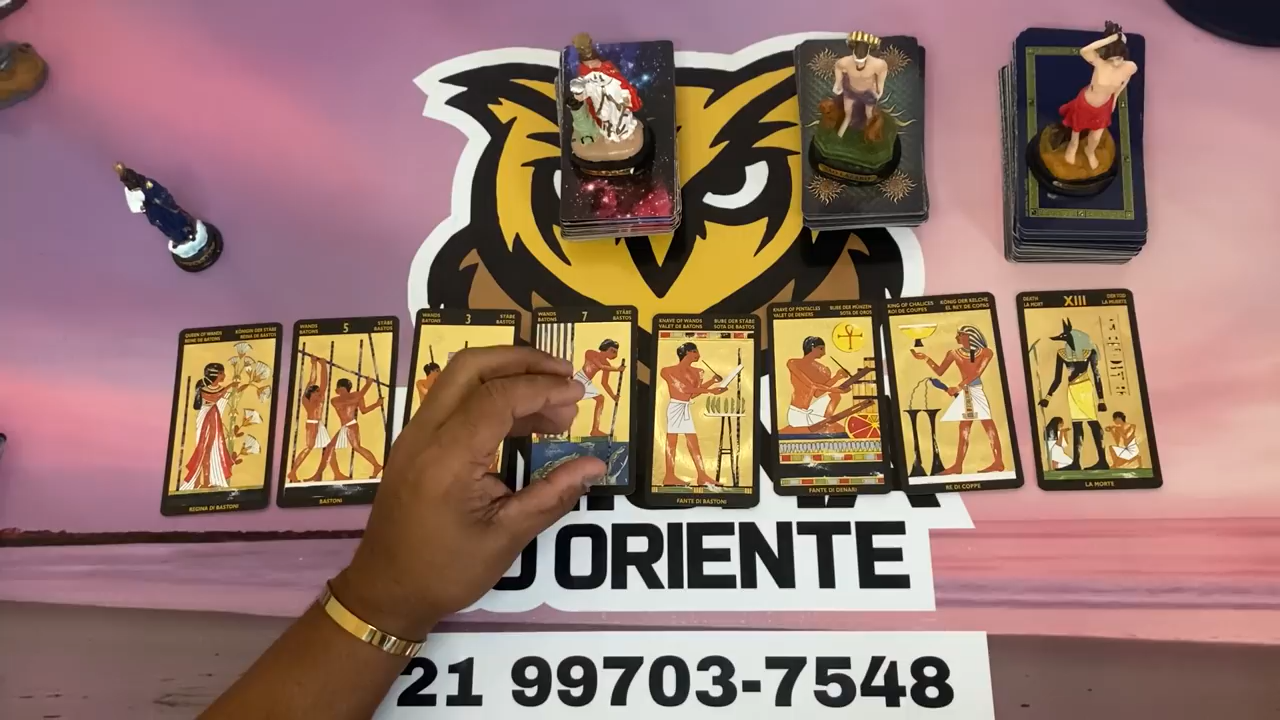 QUEEN OF WANDS
REINE DE BATONS
KÖNIGIN DER STÄBE
REINA DE BASTOS
REGINA DI BASTONI
WANDS
BATONS
5
STÄBE
BASTOS
BASTONI
WANDS
BATONS
3
STÄBE
BASTOS
WANDS
BATONS
7
STÄBE
BASTOS
KNAVE OF WANDS
VALET DE BATONS
BUBE DER STÄBE
SOTA DE BASTOS
FANTE DI BASTONI
KNAVE OF PENTACLES
VALET DE DENIERS
BUBE DER MÜNZEN
SOTA DE OROS
FANTE DI DENARI
KING OF CHALICES
ROI DE COUPES
KÖNIG DER KELCHE
EL REY DE COPAS
RE DI COPPE
DEATH
LA MORT
XIII
DER TOD
LA MUERTE
LA MORTE
O ORIENTE
21 99703-7548